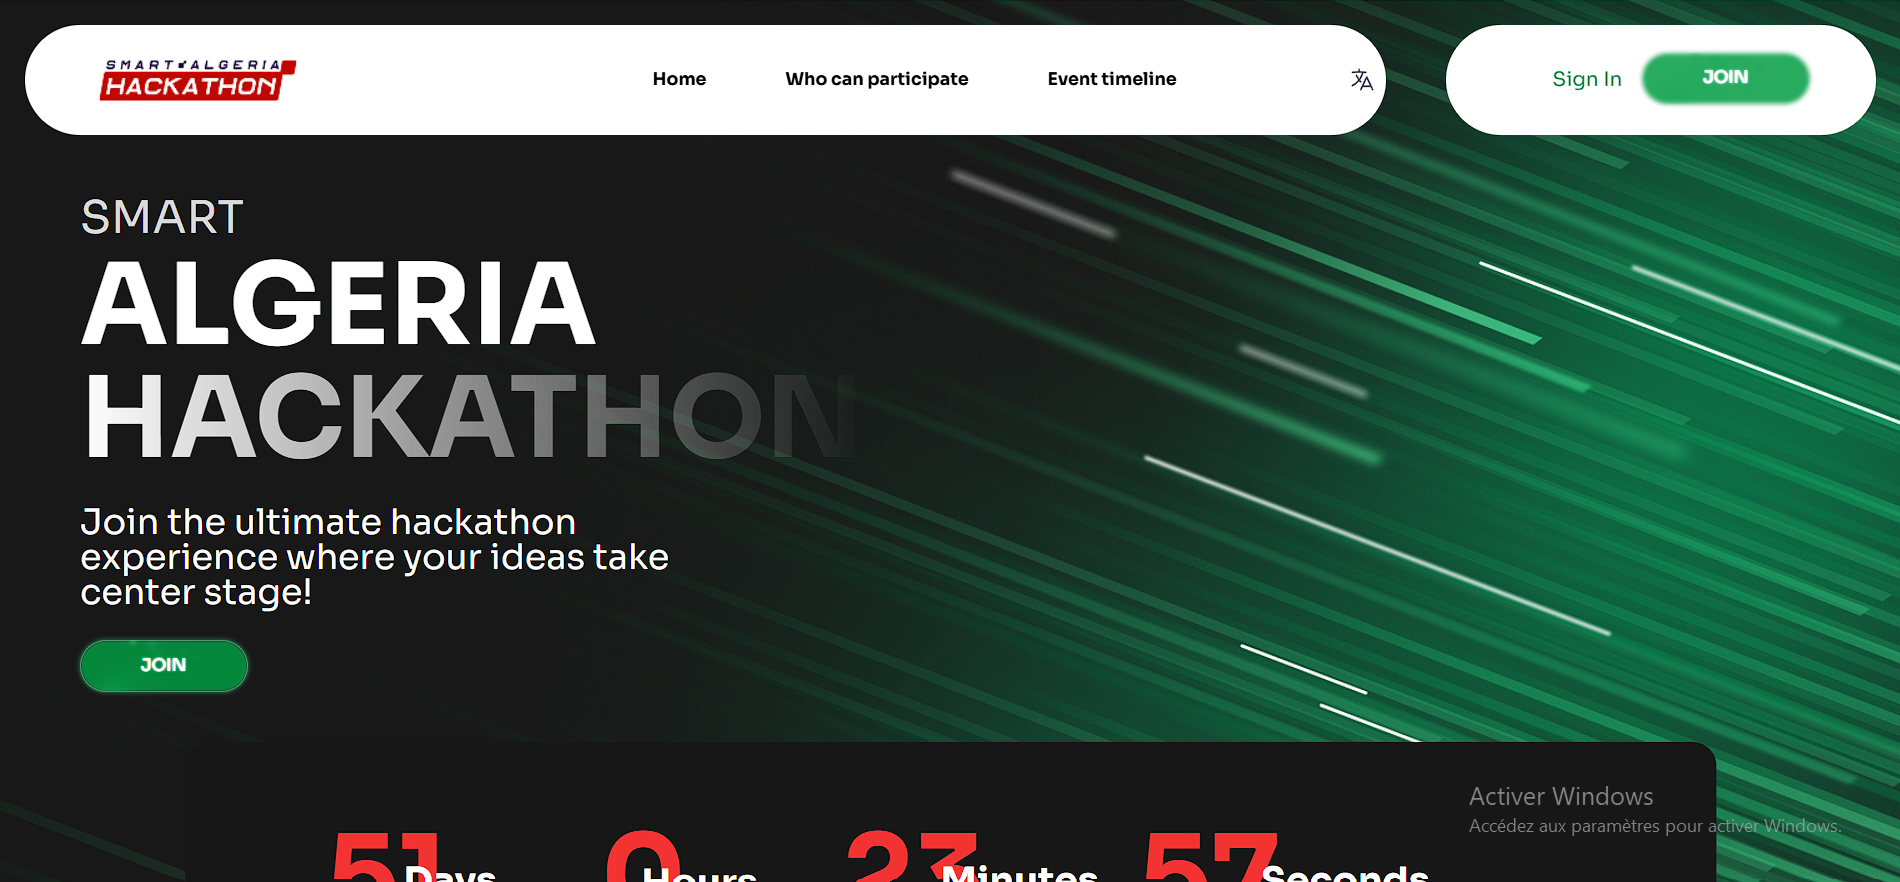 SMART ALGERIA
HACKATHON
Home
Who can participate
Event timeline
Sign In
JOIN
SMART
ALGERIA
HACKATHON
Join the ultimate hackathon
experience where your ideas take
center stage!
JOIN
Activer Windows
Accédez aux paramètres pour activer Windows.
51 Days
0 Hours
23 Minutes
57 Seconds